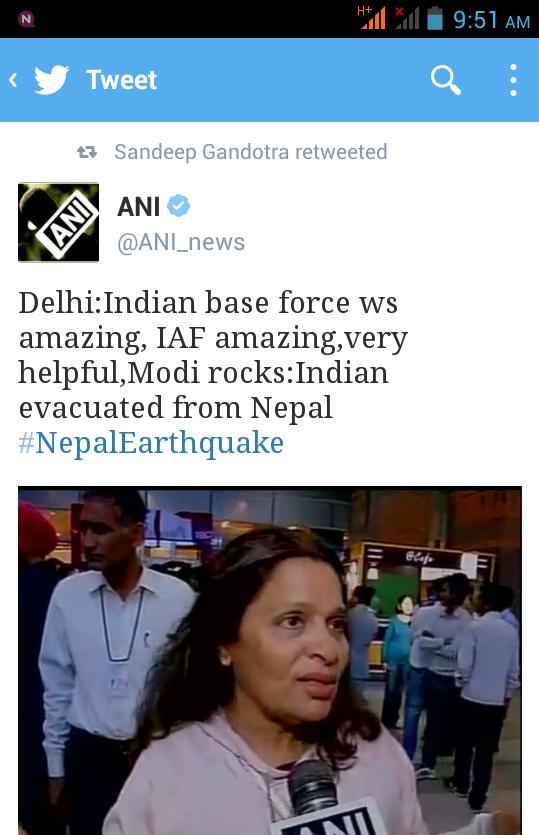 N
H+
9:51 AM
Tweet
Sandeep Gandotra retweeted
ANI
ANI
@ANI_news
Delhi:Indian base force ws
amazing, IAF amazing,very
helpful,Modi rocks:Indian
evacuated from Nepal
#NepalEarthquake
@Cafe
ANI